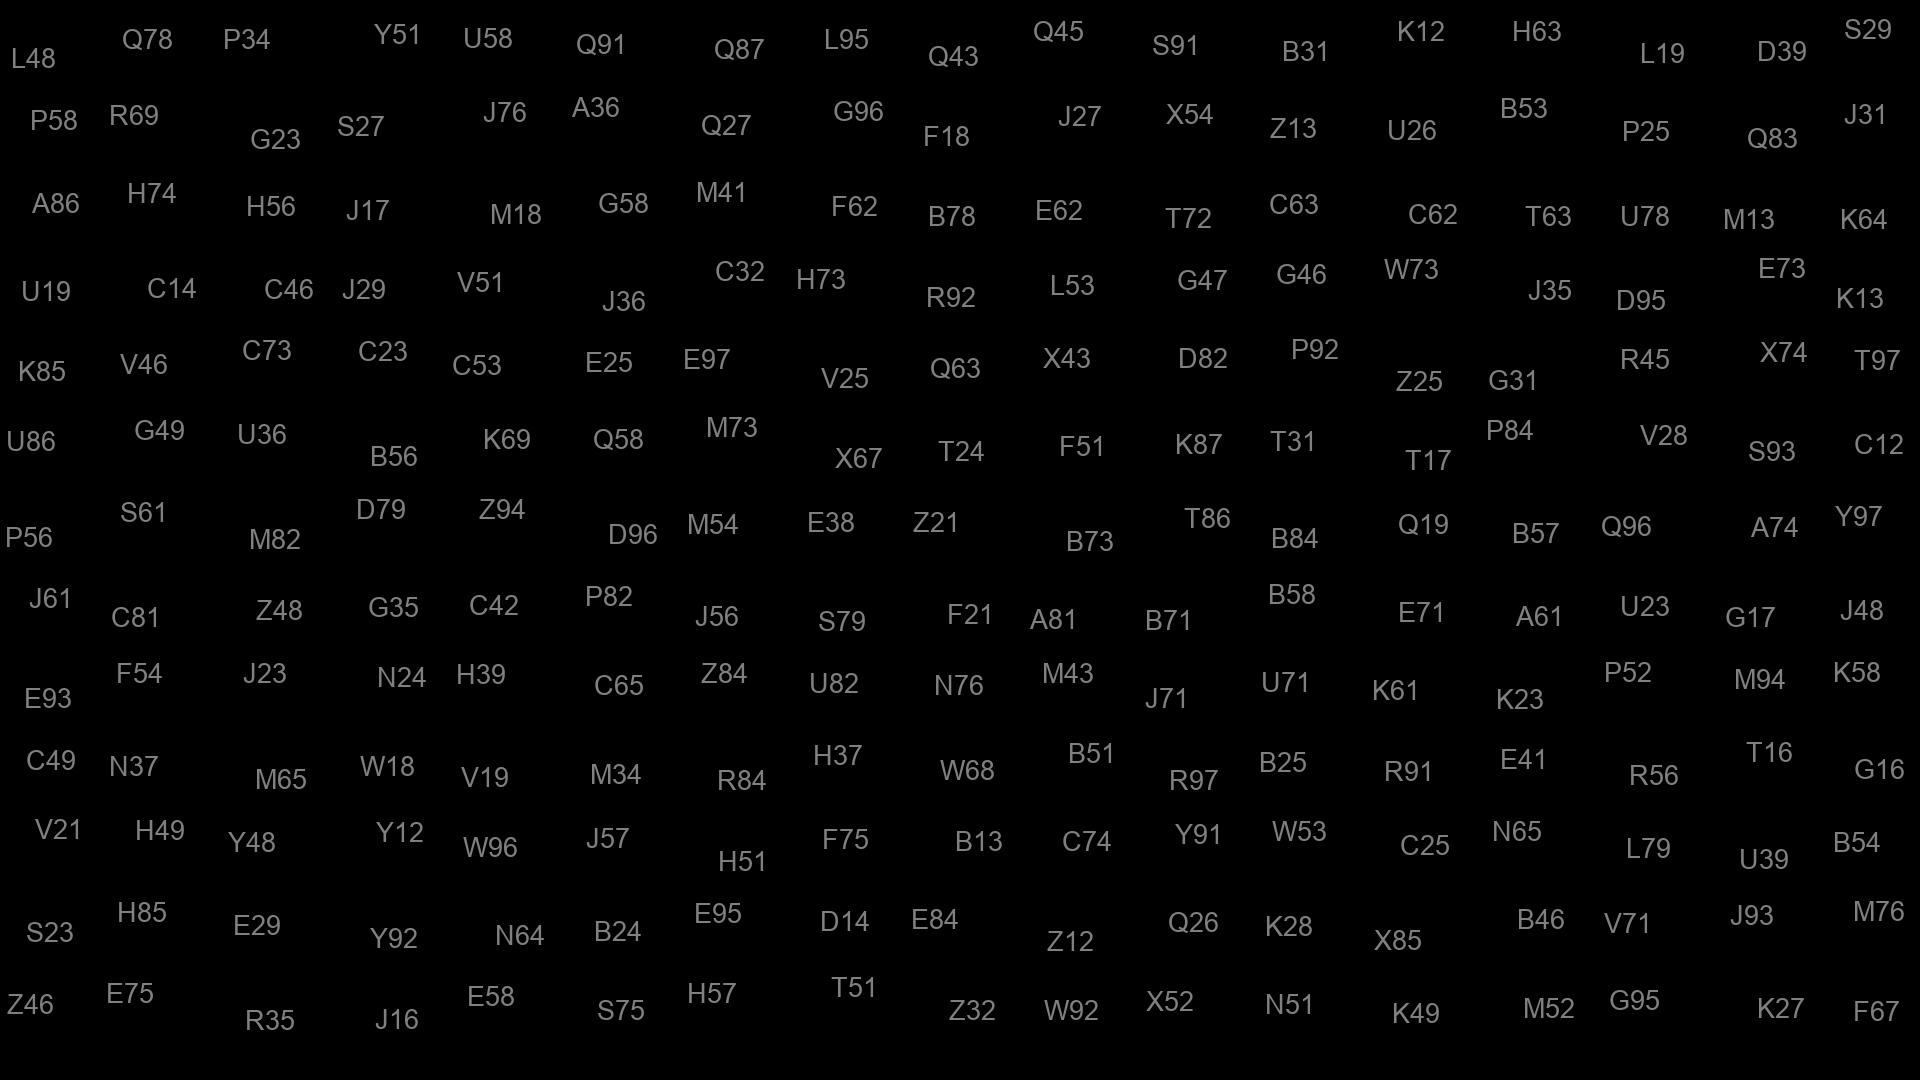 L48 Q78 P34 Y51 U58 Q91 Q87 L95 Q43 Q45 S91 B31 K12 H63 L19 D39 S29
P58 R69 G23 S27 J76 A36 Q27 G96 F18 J27 X54 Z13 U26 B53 P25 Q83 J31
A86 H74 H56 J17 M18 G58 M41 F62 B78 E62 T72 C63 C62 T63 U78 M13 K64
U19 C14 C46 J29 V51 J36 C32 H73 R92 L53 G47 G46 W73 J35 D95 E73 K13
K85 V46 C73 C23 C53 E25 E97 V25 Q63 X43 D82 P92 Z25 G31 R45 X74 T97
U86 G49 U36 B56 K69 Q58 M73 X67 T24 F51 K87 T31 T17 P84 V28 S93 C12
P56 S61 M82 D79 Z94 D96 M54 E38 Z21 B73 T86 B84 Q19 B57 Q96 A74 Y97
J61 C81 Z48 G35 C42 P82 J56 S79 F21 A81 B71 B58 E71 A61 U23 G17 J48
E93 F54 J23 N24 H39 C65 Z84 U82 N76 M43 J71 U71 K61 K23 P52 M94 K58
C49 N37 M65 W18 V19 M34 R84 H37 W68 B51 R97 B25 R91 E41 R56 T16 G16
V21 H49 Y48 Y12 W96 J57 H51 F75 B13 C74 Y91 W53 C25 N65 L79 U39 B54
S23 H85 E29 Y92 N64 B24 E95 D14 E84 Z12 Q26 K28 X85 B46 V71 J93 M76
Z46 E75 R35 J16 E58 S75 H57 T51 Z32 W92 X52 N51 K49 M52 G95 K27 F67